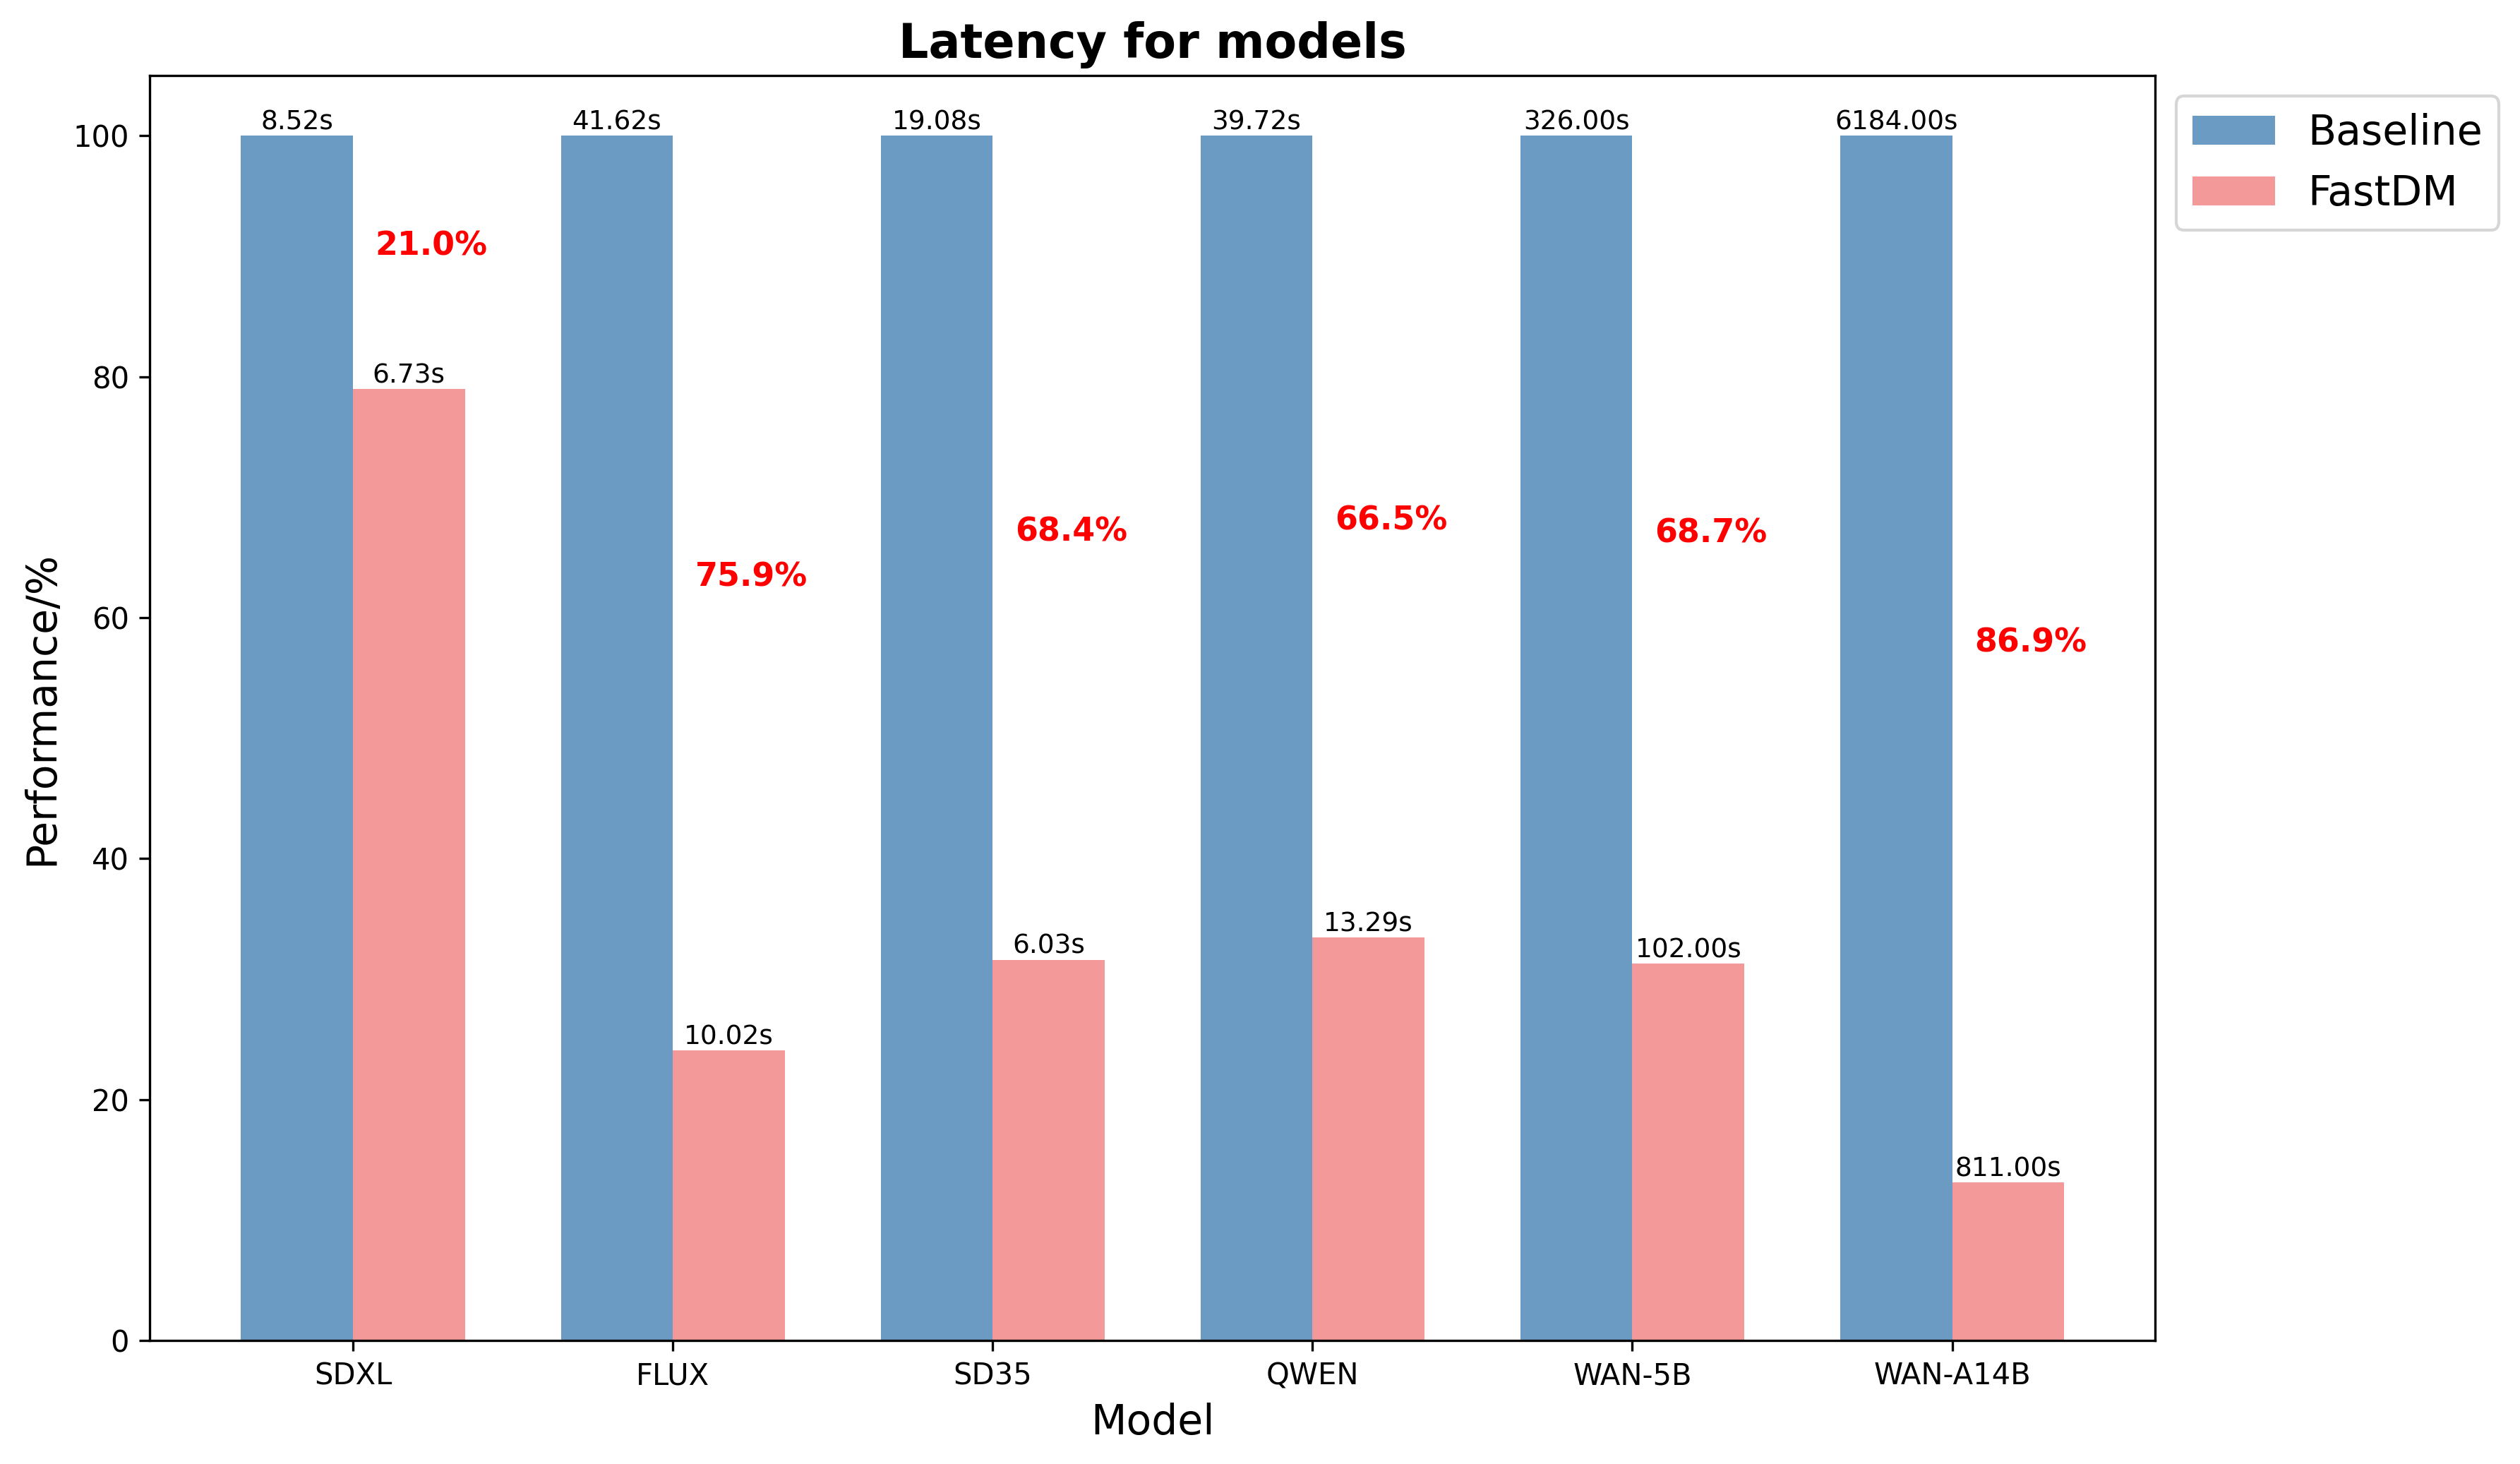 Latency for models
8.52s 41.62s 19.08s 39.72s 326.00s 6184.00s
Baseline
FastDM
100
21.0%
80
6.73s
68.4% 66.5% 68.7%
75.9%
86.9%
60
Performance/%
40
13.29s
6.03s 102.00s
10.02s
20
811.00s
0
SDXL FLUX SD35 QWEN WAN-5B WAN-A14B
Model